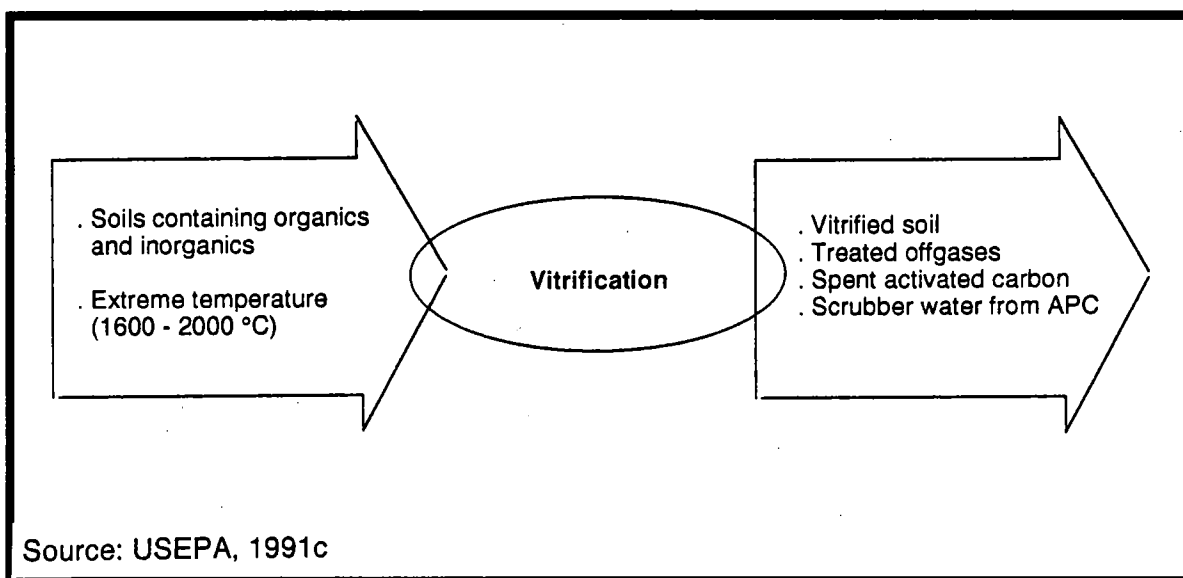 . Soils containing organics
and inorganics
. Extreme temperature
(1600 - 2000 °C)
Vitrification
. Vitrified soil
. Treated offgases
. Spent activated carbon
. Scrubber water from APC
Source: USEPA, 1991c